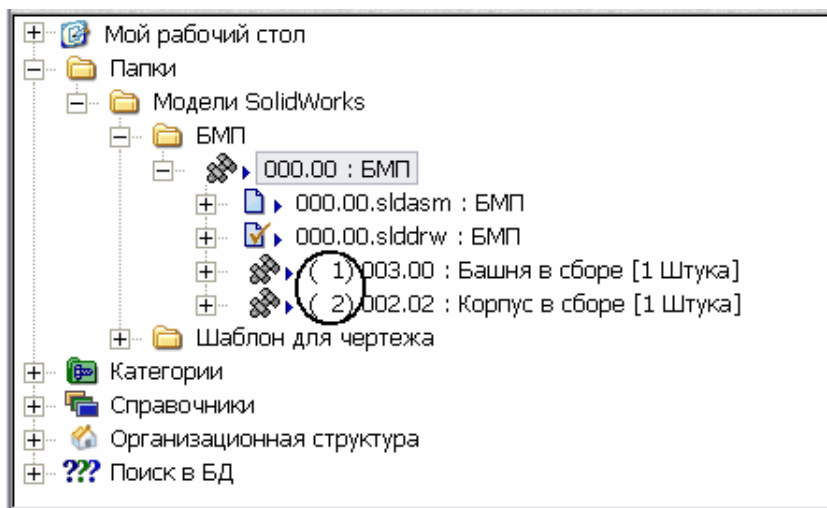 Мой рабочий стол
Папки
Модели SolidWorks
БМП
000.00 : БМП
000.00.sldasm : БМП
000.00.slddrw : БМП
( 1) 003.00 : Башня в сборе [1 Штука]
( 2) 002.02 : Корпус в сборе [1 Штука]
Шаблон для чертежа
Категории
Справочники
Организационная структура
??? Поиск в БД